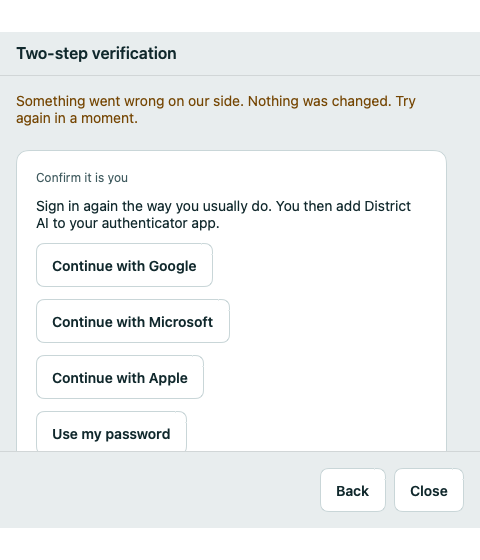 Two-step verification
Something went wrong on our side. Nothing was changed. Try
again in a moment.
Confirm it is you
Sign in again the way you usually do. You then add District
AI to your authenticator app.
Continue with Google
Continue with Microsoft
Continue with Apple
Use my password
Back
Close